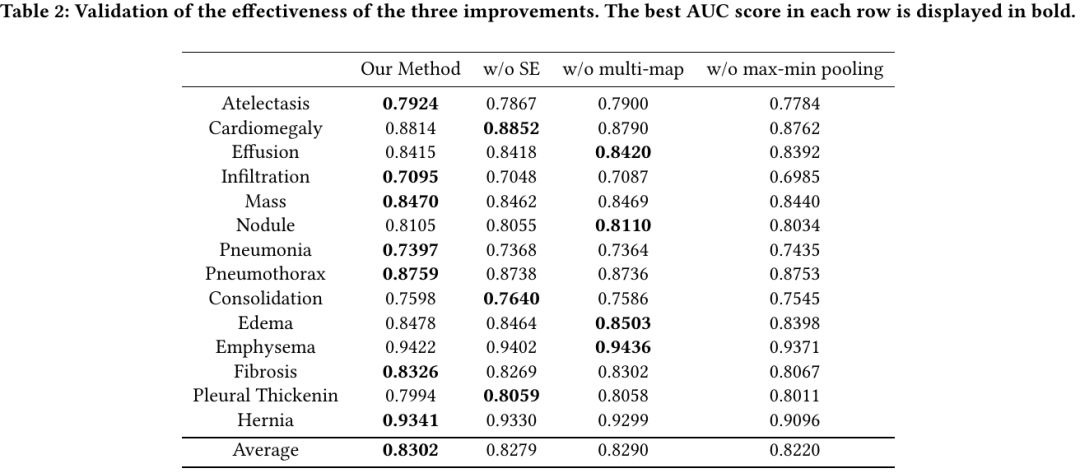 Table 2: Validation of the effectiveness of the three improvements. The best AUC score in each row is displayed in bold.
Our Method w/o SE w/o multi-map w/o max-min pooling
Atelectasis 0.7924 0.7867 0.7900 0.7784
Cardiomegaly 0.8814 0.8852 0.8790 0.8762
Effusion 0.8415 0.8418 0.8420 0.8392
Infiltration 0.7095 0.7048 0.7087 0.6985
Mass 0.8470 0.8462 0.8469 0.8440
Nodule 0.8105 0.8055 0.8110 0.8034
Pneumonia 0.7397 0.7368 0.7364 0.7435
Pneumothorax 0.8759 0.8738 0.8736 0.8753
Consolidation 0.7598 0.7640 0.7586 0.7545
Edema 0.8478 0.8464 0.8503 0.8398
Emphysema 0.9422 0.9402 0.9436 0.9371
Fibrosis 0.8326 0.8269 0.8302 0.8067
Pleural Thickenin 0.7994 0.8059 0.8058 0.8011
Hernia 0.9341 0.9330 0.9299 0.9096
Average 0.8302 0.8279 0.8290 0.8220